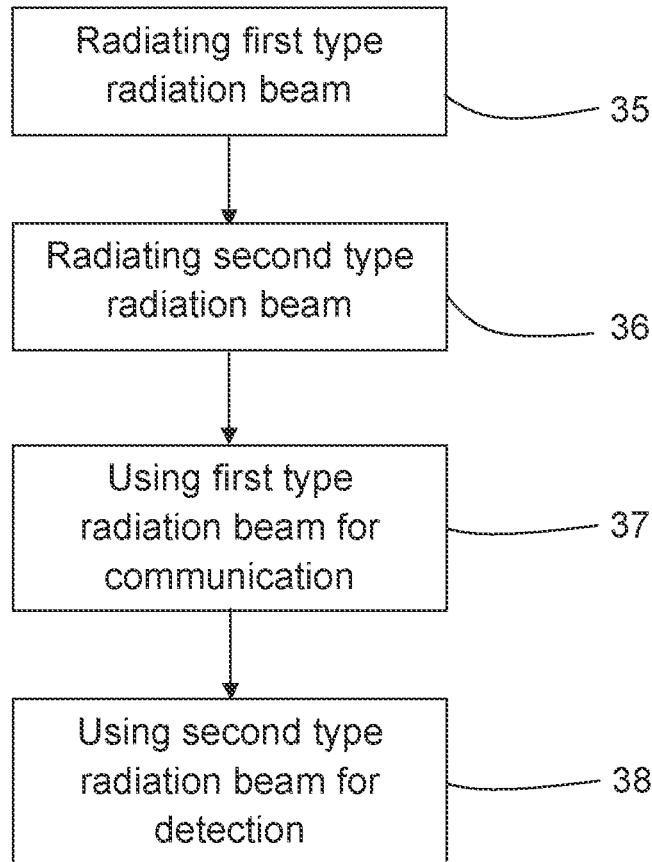 Radiating first type
radiation beam
35
Radiating second type
radiation beam
36
Using first type
radiation beam for
communication
37
Using second type
radiation beam for
detection
38